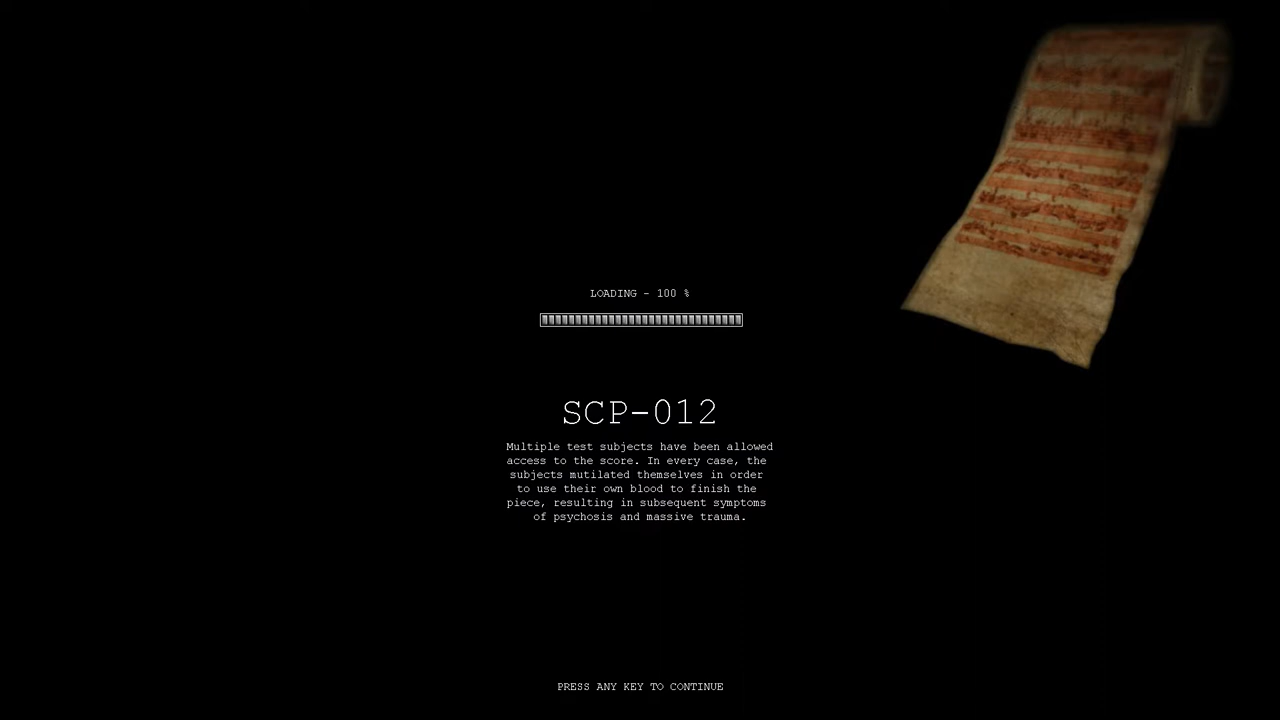 LOADING - 100 %
SCP-012
Multiple test subjects have been allowed
access to the score. In every case, the
subjects mutilated themselves in order
to use their own blood to finish the
piece, resulting in subsequent symptoms
of psychosis and massive trauma.
PRESS ANY KEY TO CONTINUE